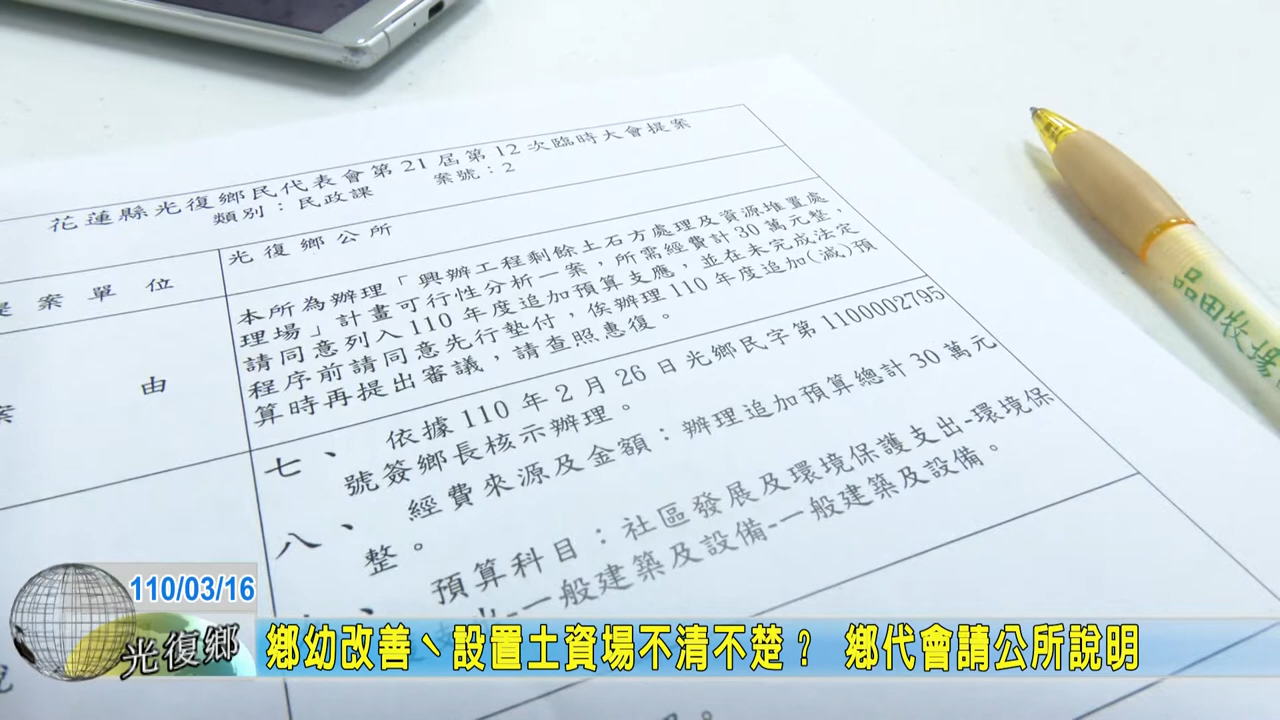 花蓮縣光復鄉民代表會第21屆第12次臨時大會提案
類別：民政課 案號：2
提案單位
光復鄉公所
案由
本所為辦理「興辦工程剩餘土石方處理及資源堆置處
理場」計畫可行性分析一案，所需經費計30萬元整，
請同意列入110年度追加預算支應，並在未完成法定
程序前請同意先行墊付，俟辦理110年度追加(減)預
算時再提出審議，請查照惠復。
七、依據110年2月26日光鄉民字第1100002795
號簽鄉長核示辦理。
八、經費來源及金額：辦理追加預算總計30萬元
整。
預算科目：社區發展及環境保護支出-環境保
支出-一般建築及設備-一般建築及設備。
說
品田牧場
110/03/16
光復鄉
鄉幼改善、設置土資場不清不楚？ 鄉代會請公所說明